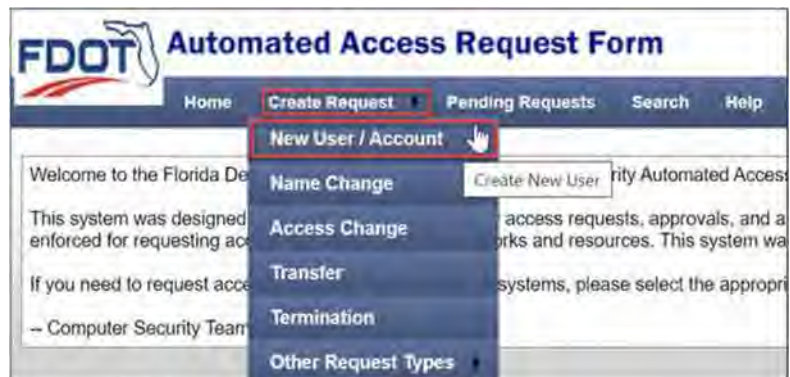 FDOT Automated Access Request Form
Home Create Request Pending Requests Search Help
New User / Account
Create New User
Name Change
Access Change
Transfer
Termination
Other Request Types
Welcome to the Florida De rity Automated Acces
This system was designed access requests, approvals, and a
enforced for requesting acc rks and resources. This system wa
If you need to request acce systems, please select the appropri
-- Computer Security Team